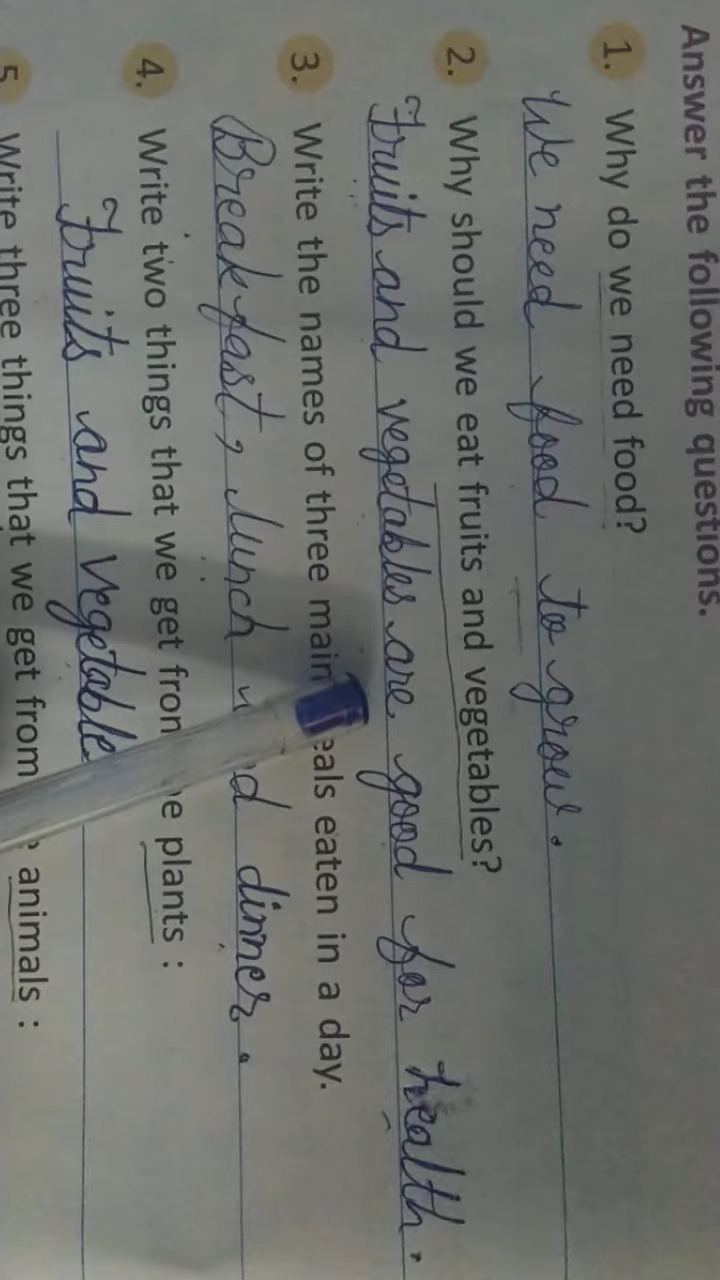 Answer the following questions.
1. Why do we need food?
We need food to grow.
2. Why should we eat fruits and vegetables?
Fruits and vegetables are good for health.
3. Write the names of three main eals eaten in a day.
Breakfast, lunch d dinner.
4. Write two things that we get fron e plants :
Fruits and vegetable
5 Write three things that we get from animals :